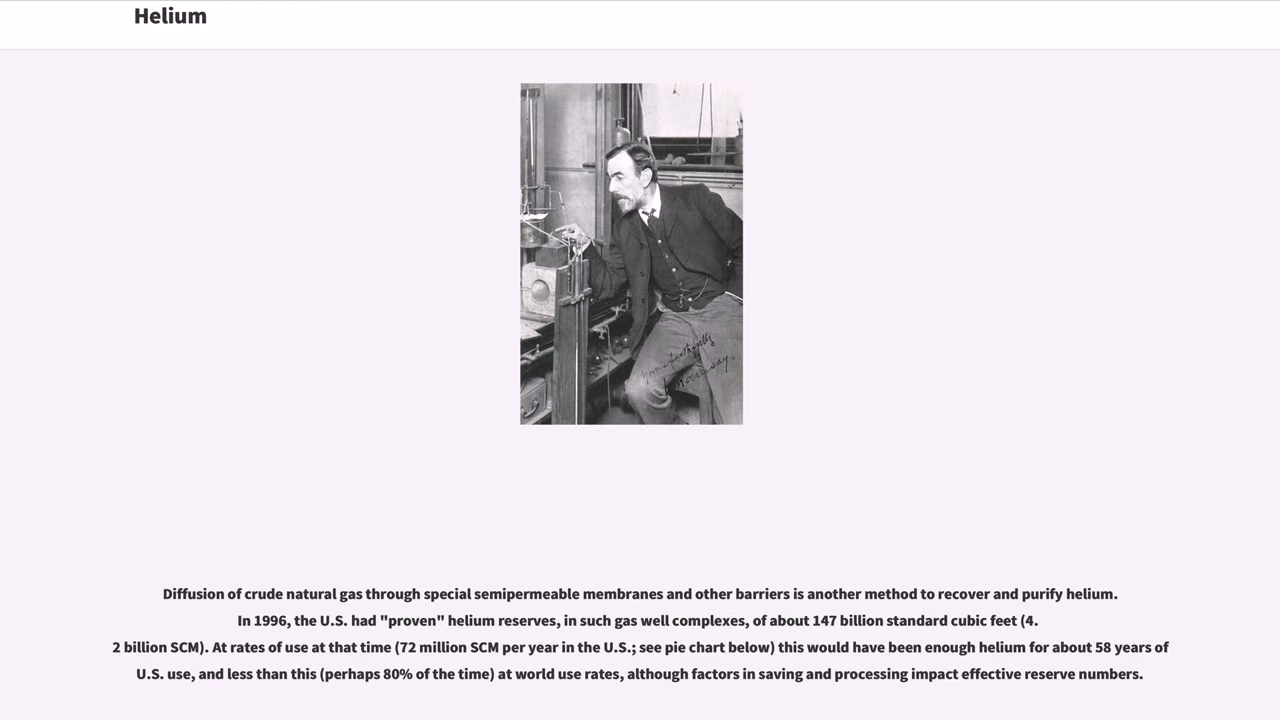 Helium
Yours faithfully
W. Ramsay.
Diffusion of crude natural gas through special semipermeable membranes and other barriers is another method to recover and purify helium.
In 1996, the U.S. had "proven" helium reserves, in such gas well complexes, of about 147 billion standard cubic feet (4.
2 billion SCM). At rates of use at that time (72 million SCM per year in the U.S.; see pie chart below) this would have been enough helium for about 58 years of
U.S. use, and less than this (perhaps 80% of the time) at world use rates, although factors in saving and processing impact effective reserve numbers.